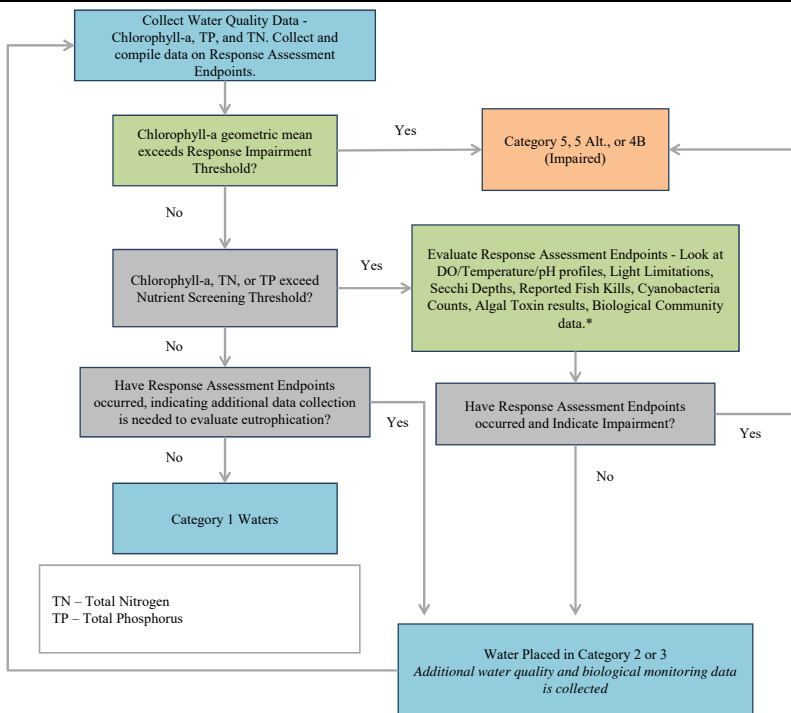 Collect Water Quality Data -
Chlorophyll-a, TP, and TN. Collect and
compile data on Response Assessment
Endpoints.
Chlorophyll-a geometric mean
exceeds Response Impairment
Threshold?
Yes
Category 5, 5 Alt., or 4B
(Impaired)
No
Chlorophyll-a, TN, or TP exceed
Nutrient Screening Threshold?
Yes
Evaluate Response Assessment Endpoints - Look at
DO/Temperature/pH profiles, Light Limitations,
Secchi Depths, Reported Fish Kills, Cyanobacteria
Counts, Algal Toxin results, Biological Community
data.*
No
Have Response Assessment Endpoints
occurred, indicating additional data collection
is needed to evaluate eutrophication?
Yes
Have Response Assessment Endpoints
occurred and Indicate Impairment?
Yes
No
No
Category 1 Waters
TN – Total Nitrogen
TP – Total Phosphorus
Water Placed in Category 2 or 3
Additional water quality and biological monitoring data
is collected